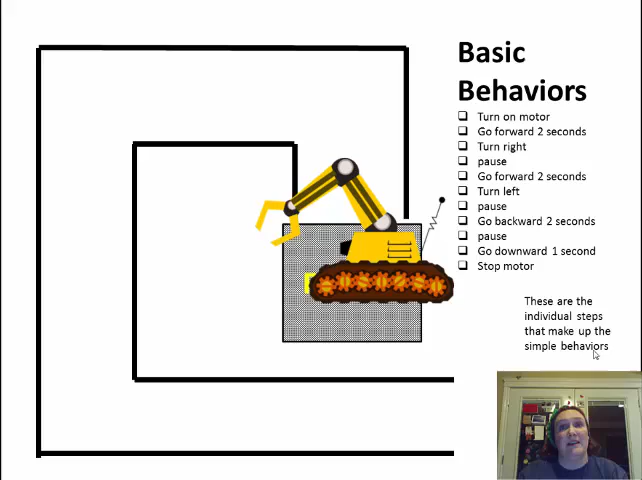 Basic
Behaviors
Turn on motor
Go forward 2 seconds
Turn right
pause
Go forward 2 seconds
Turn left
pause
Go backward 2 seconds
pause
Go downward 1 second
Stop motor
These are the
individual steps
that make up the
simple behaviors